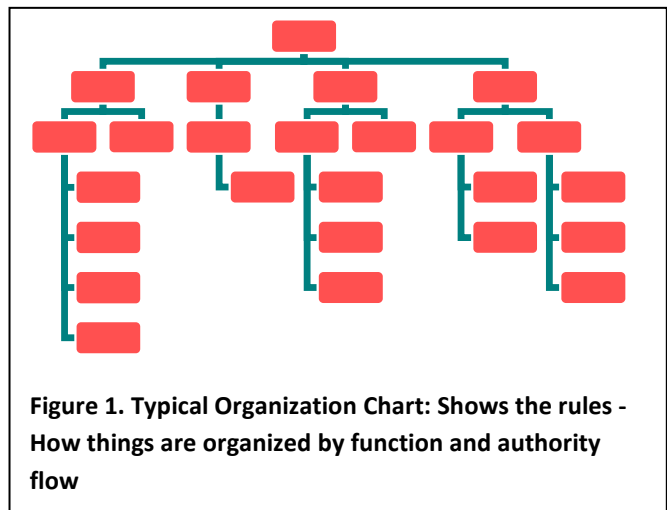 Figure 1. Typical Organization Chart: Shows the rules -
How things are organized by function and authority
flow